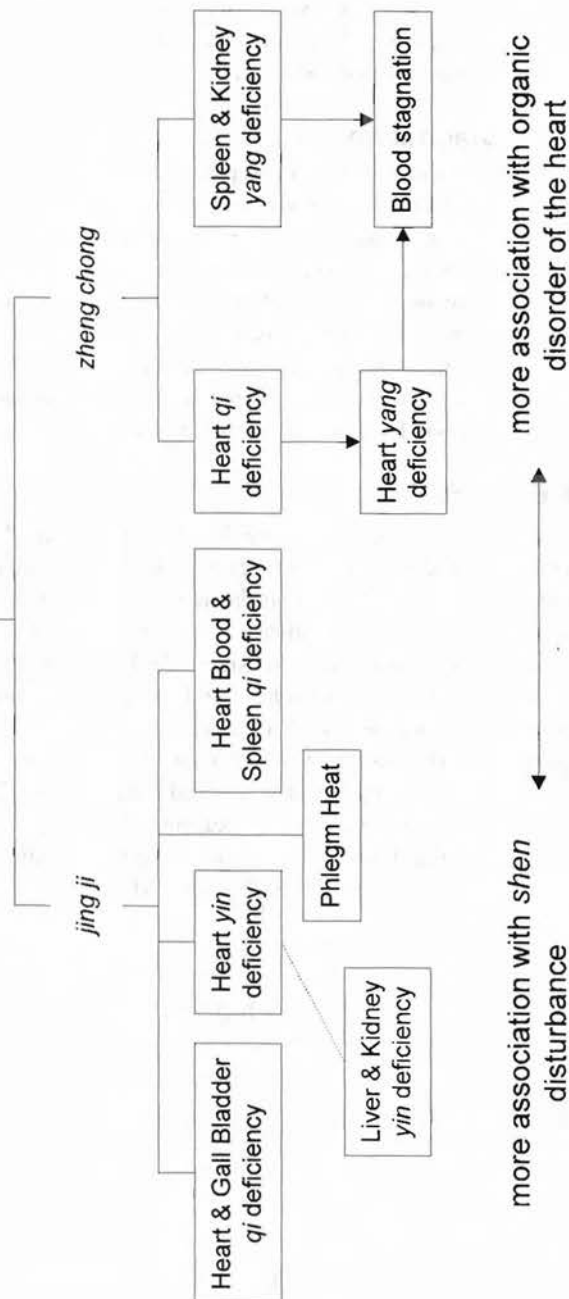 jing ji
zheng chong
Heart & Gall Bladder
qi deficiency
Heart yin
deficiency
Heart Blood &
Spleen qi deficiency
Heart qi
deficiency
Spleen & Kidney
yang deficiency
Phlegm Heat
Liver & Kidney
yin deficiency
Heart yang
deficiency
Blood stagnation
more association with shen
disturbance
more association with organic
disorder of the heart